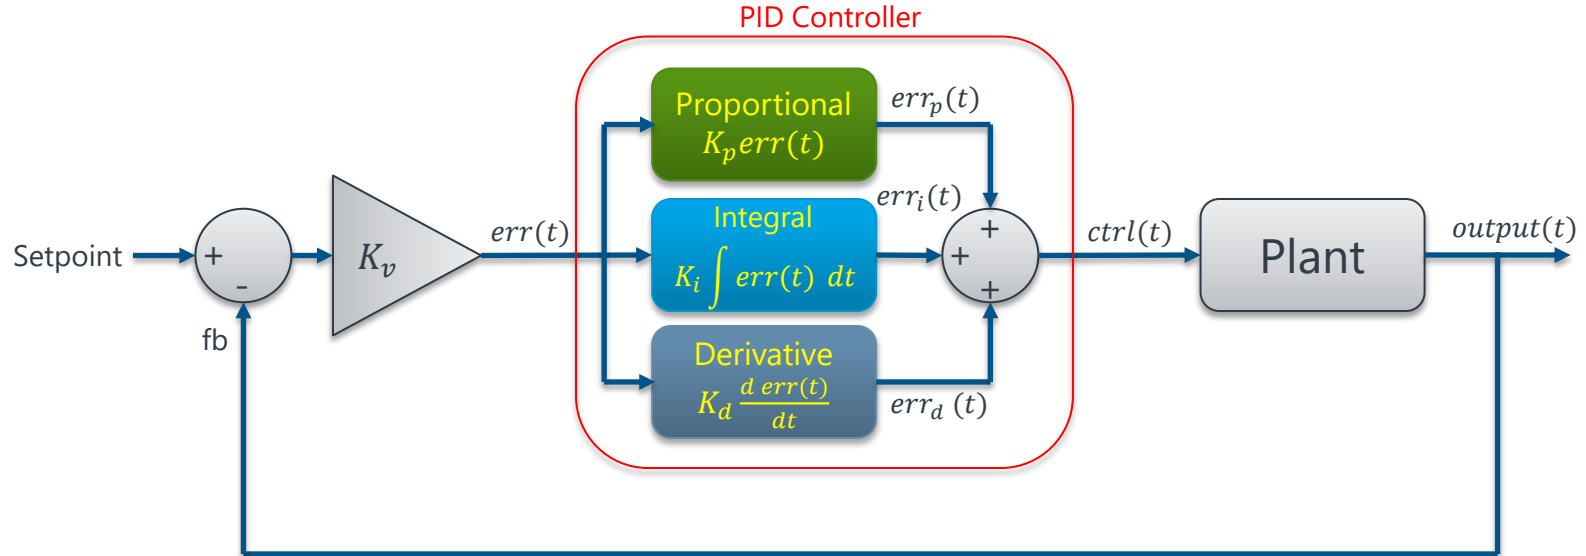 PID Controller
Proportional
K_p err(t)
err_p(t)
Integral
K_i ∫ err(t) dt
err_i(t)
Derivative
K_d \frac{d err(t)}{dt}
err_d (t)
Setpoint
+
-
fb
K_v
err(t)
+
+
+
ctrl(t)
Plant
output(t)